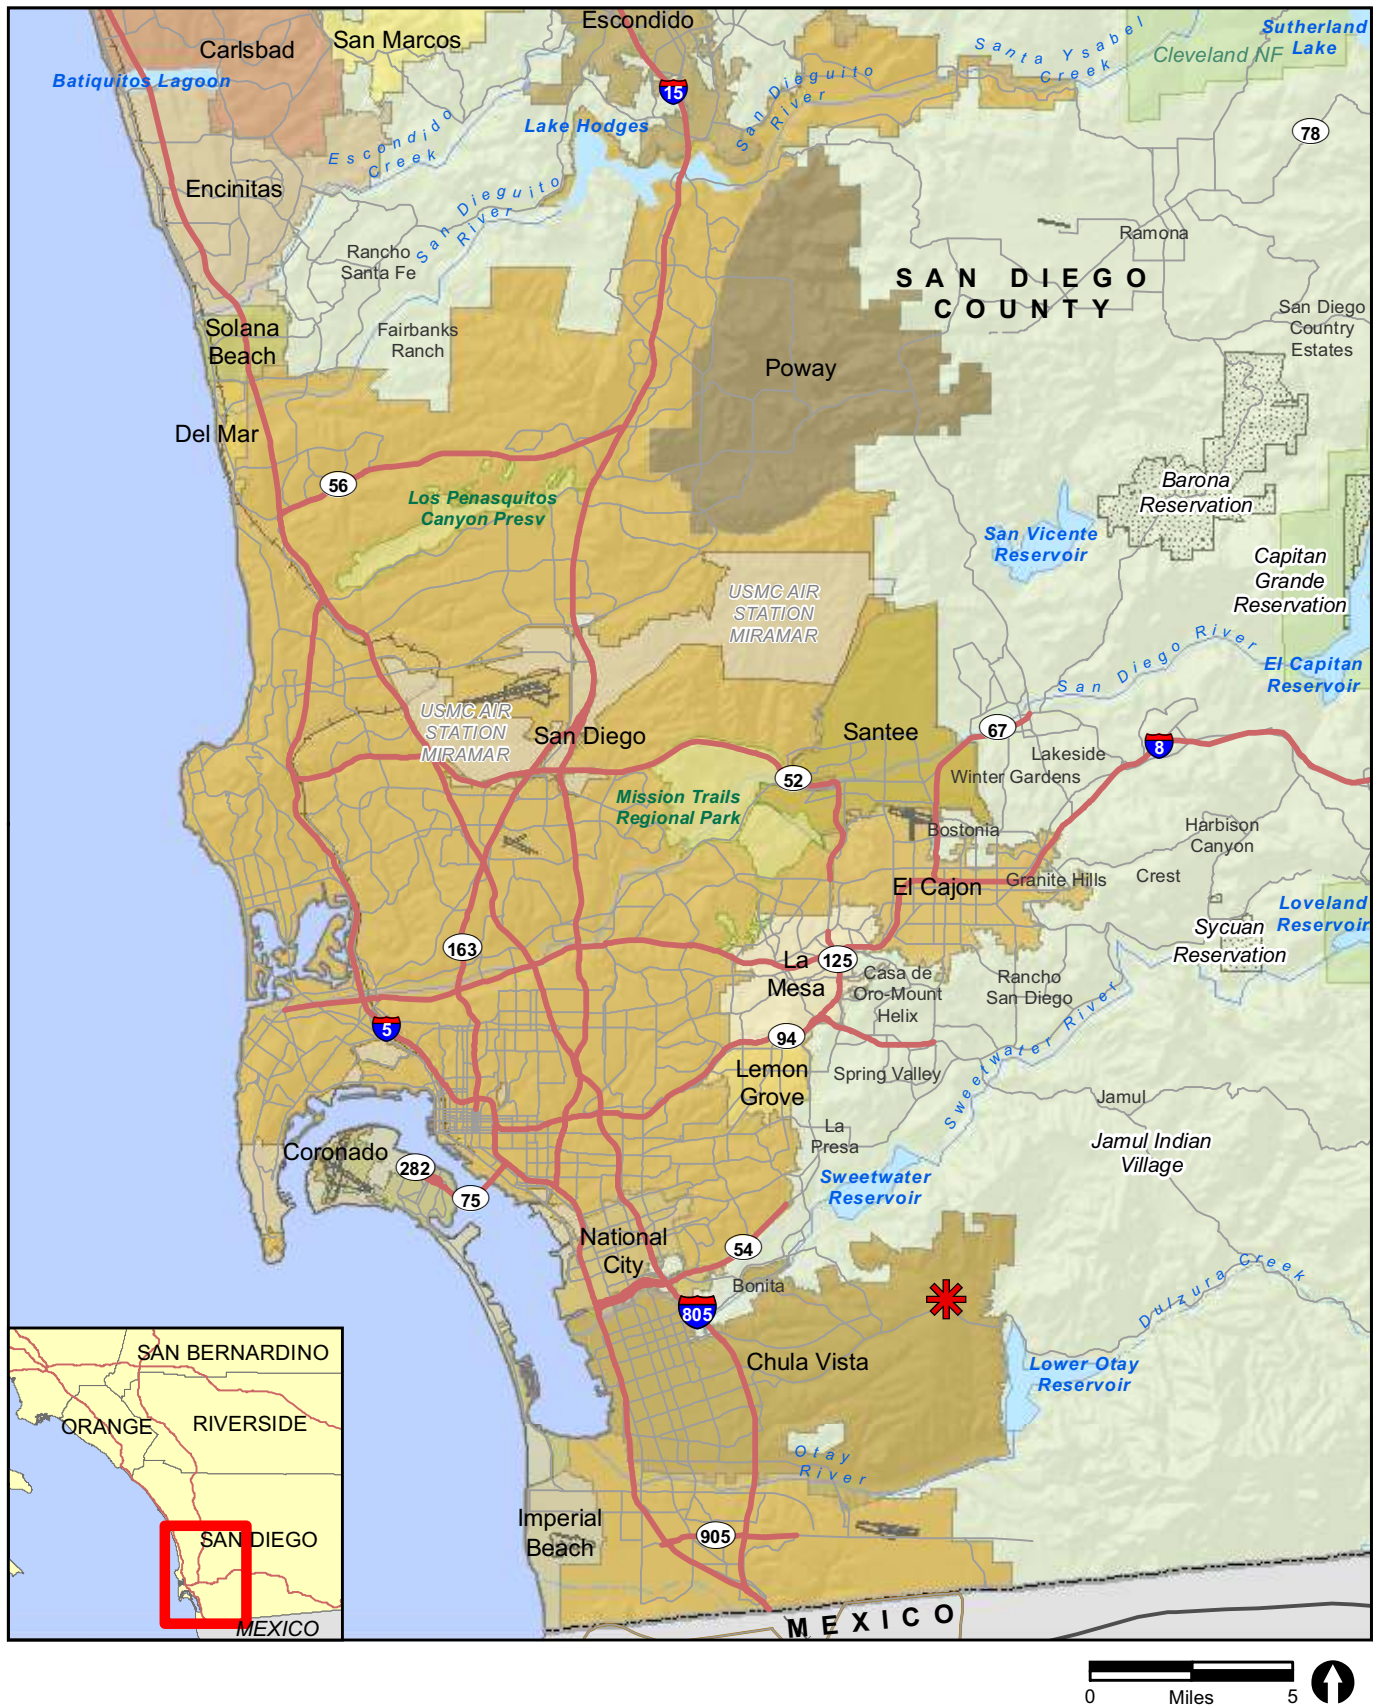 Escondido
San Marcos
Carlsbad
Santa Ysabel
Creek
Sutherland
Lake
Cleveland NF
Batiquitos Lagoon
15
San Dieguito
River
Lake Hodges
78
Escondido
Creek
Encinitas
San Dieguito
River
Ramona
Rancho
Santa Fe
SAN DIEGO
COUNTY
San Diego
Country
Estates
Solana
Beach
Fairbanks
Ranch
Poway
Del Mar
56
Los Penasquitos
Canyon Presv
Barona
Reservation
San Vicente
Reservoir
Capitan
Grande
Reservation
USMC AIR
STATION
MIRAMAR
San Diego River
El Capitan
Reservoir
USMC AIR
STATION
MIRAMAR
San Diego
Santee
67
Lakeside
8
Winter Gardens
52
Mission Trails
Regional Park
Bostonia
Harbison
Canyon
El Cajon
Granite Hills
Crest
Loveland
Reservoir
Sycuan
Reservation
163
La
Mesa
125
Casa de
Oro-Mount
Helix
Rancho
San Diego
5
94
Sweetwater River
Lemon
Grove
Spring Valley
Jamul
La
Presa
Jamul Indian
Village
Coronado
282
75
Sweetwater
Reservoir
National
City
54
Bonita
Dulzura Creek
805
Chula Vista
Lower Otay
Reservoir
Otay
River
Imperial
Beach
905
MEXICO
SAN BERNARDINO
ORANGE
RIVERSIDE
SAN DIEGO
MEXICO
0 Miles 5